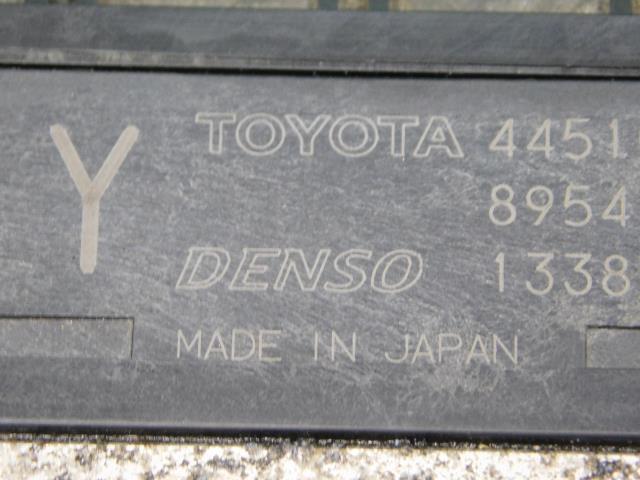 Y
TOYOTA 4451
8954
DENSO 1338
MADE IN JAPAN